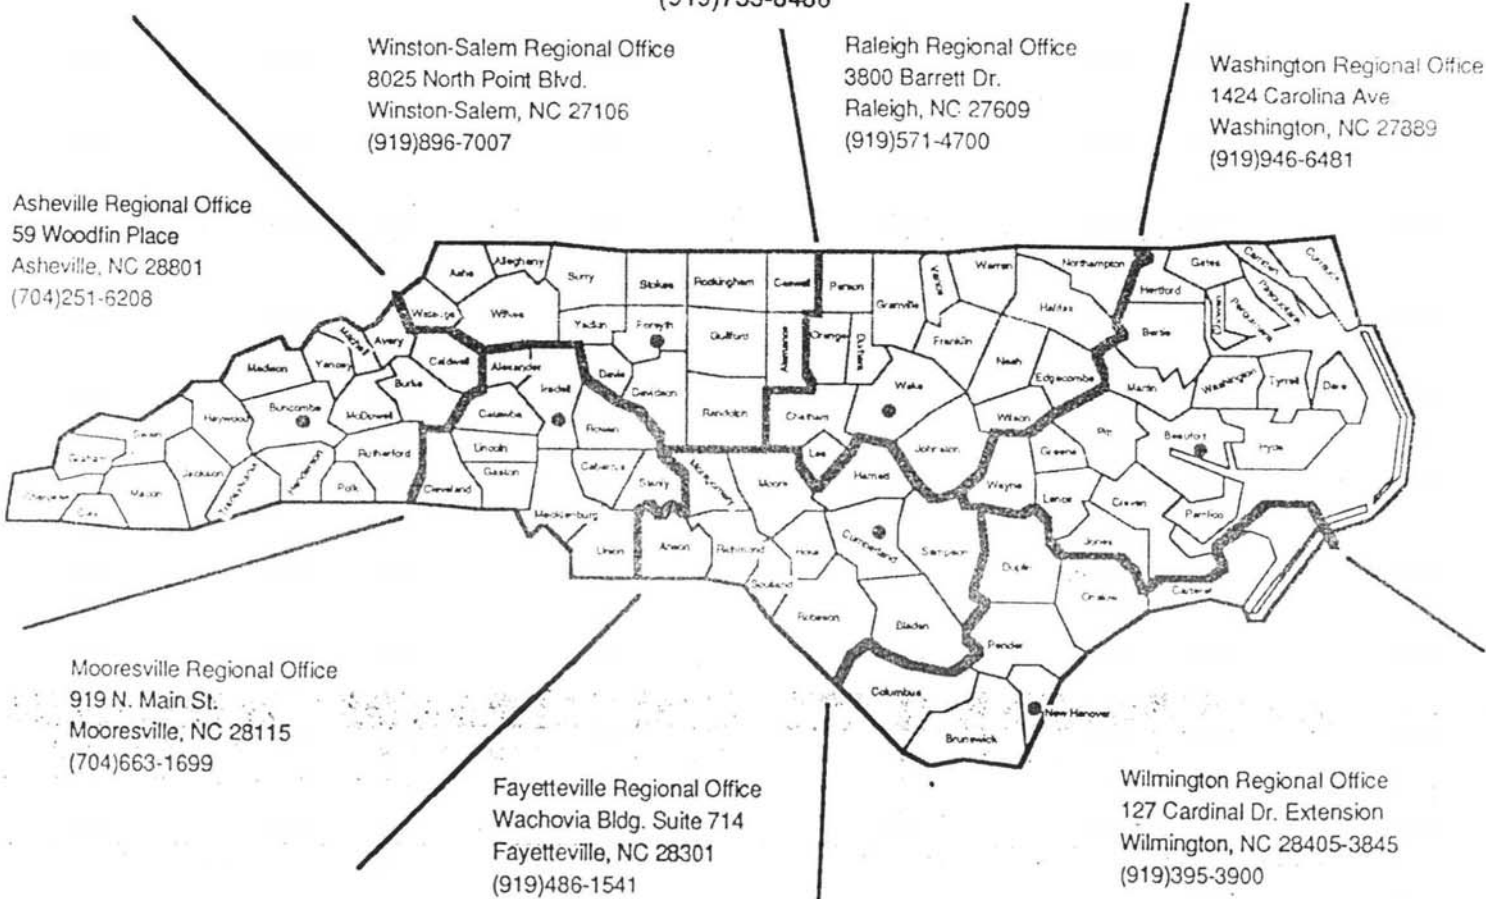 (919)733-6488
Winston-Salem Regional Office
8025 North Point Blvd.
Winston-Salem, NC 27106
(919)896-7007
Raleigh Regional Office
3800 Barrett Dr.
Raleigh, NC 27609
(919)571-4700
Washington Regional Office
1424 Carolina Ave
Washington, NC 27889
(919)946-6481
Asheville Regional Office
59 Woodfin Place
Asheville, NC 28801
(704)251-6208
Ashe
Alleghany
Surry
Stokes
Rockingham
Caswell
Person
Granville
Vance
Warren
Northampton
Gates
Camden
Currituck
Hertford
Pasquotank
Perquimans
Chowan
Watauga
Wilkes
Yadkin
Forsyth
Guilford
Alamance
Orange
Durham
Franklin
Halifax
Bertie
Mitchell
Avery
Caldwell
Alexander
Iredell
Davie
Davidson
Randolph
Chatham
Wake
Nash
Edgecombe
Martin
Washington
Tyrrell
Dare
Madison
Yancey
Burke
Catawba
Rowan
Wilson
Buncombe
McDowell
Haywood
Swain
Graham
Jackson
Rutherford
Lincoln
Gaston
Cabarrus
Stanly
Montgomery
Moore
Lee
Harnett
Johnston
Greene
Pitt
Beaufort
Hyde
Cherokee
Clay
Macon
Transylvania
Henderson
Polk
Cleveland
Mecklenburg
Wayne
Lenoir
Craven
Pamlico
Union
Anson
Richmond
Scotland
Hoke
Cumberland
Sampson
Duplin
Jones
Onslow
Carteret
Robeson
Bladen
Pender
Columbus
Brunswick
New Hanover
Mooresville Regional Office
919 N. Main St.
Mooresville, NC 28115
(704)663-1699
Fayetteville Regional Office
Wachovia Bldg. Suite 714
Fayetteville, NC 28301
(919)486-1541
Wilmington Regional Office
127 Cardinal Dr. Extension
Wilmington, NC 28405-3845
(919)395-3900